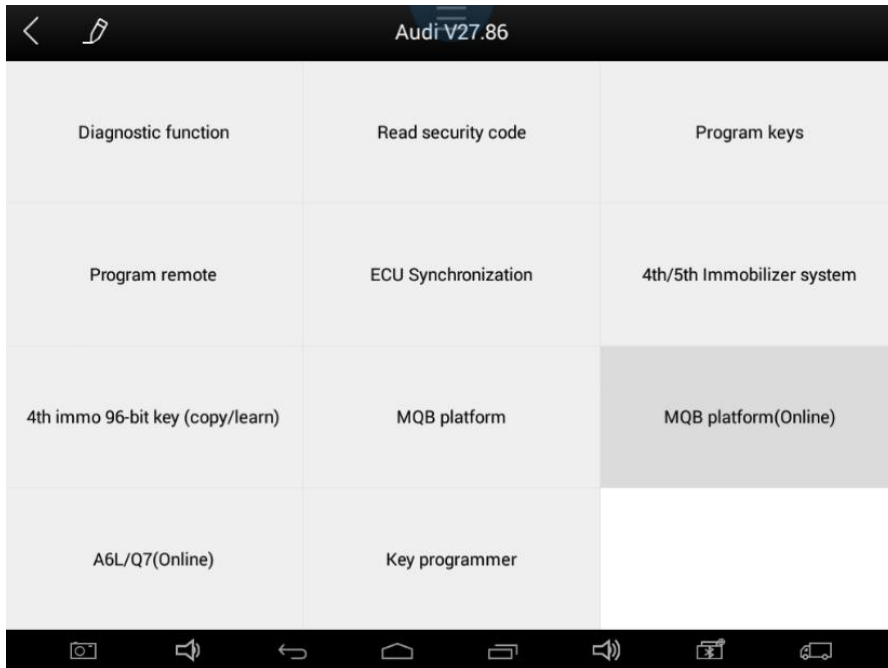 Audi V27.86
Diagnostic function
Read security code
Program keys
Program remote
ECU Synchronization
4th/5th Immobilizer system
4th immo 96-bit key (copy/learn)
MQB platform
MQB platform(Online)
A6L/Q7(Online)
Key programmer